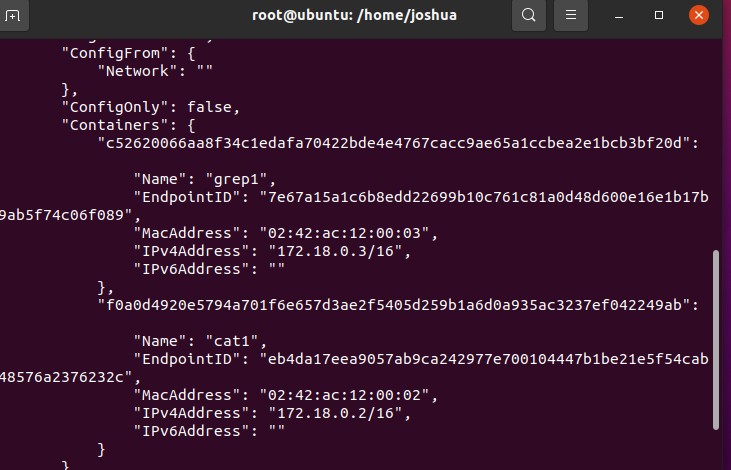 root@ubuntu: /home/joshua
"ConfigFrom": {
"Network": ""
},
"ConfigOnly": false,
"Containers": {
"c52620066aa8f34c1edafa70422bde4e4767cacc9ae65a1ccbea2e1bcb3bf20d":
"Name": "grep1",
"EndpointID": "7e67a15a1c6b8edd22699b10c761c81a0d48d600e16e1b17b
9ab5f74c06f089",
"MacAddress": "02:42:ac:12:00:03",
"IPv4Address": "172.18.0.3/16",
"IPv6Address": ""
},
"f0a0d4920e5794a701f6e657d3ae2f5405d259b1a6d0a935ac3237ef042249ab":
"Name": "cat1",
"EndpointID": "eb4da17eea9057ab9ca242977e700104447b1be21e5f54cab
48576a2376232c",
"MacAddress": "02:42:ac:12:00:02",
"IPv4Address": "172.18.0.2/16",
"IPv6Address": ""
}
}